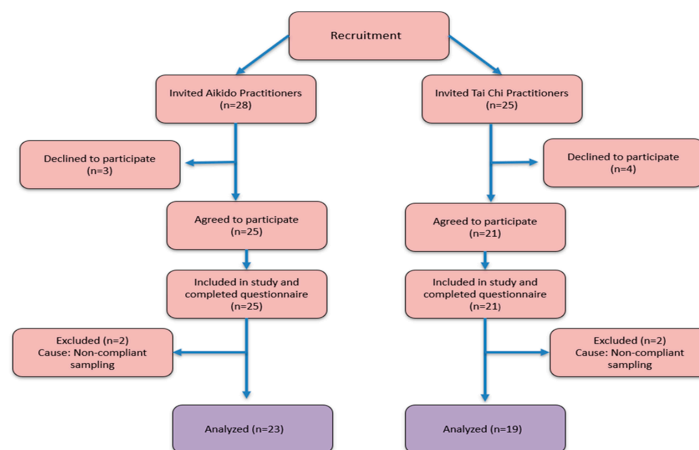 Recruitment
Invited Aikido Practitioners
(n=28)
Invited Tai Chi Practitioners
(n=25)
Declined to participate
(n=3)
Declined to participate
(n=4)
Agreed to participate
(n=25)
Agreed to participate
(n=21)
Included in study and
completed questionnaire
(n=25)
Included in study and
completed questionnaire
(n=21)
Excluded (n=2)
Cause: Non-compliant
sampling
Excluded (n=2)
Cause: Non-compliant
sampling
Analyzed (n=23)
Analyzed (n=19)